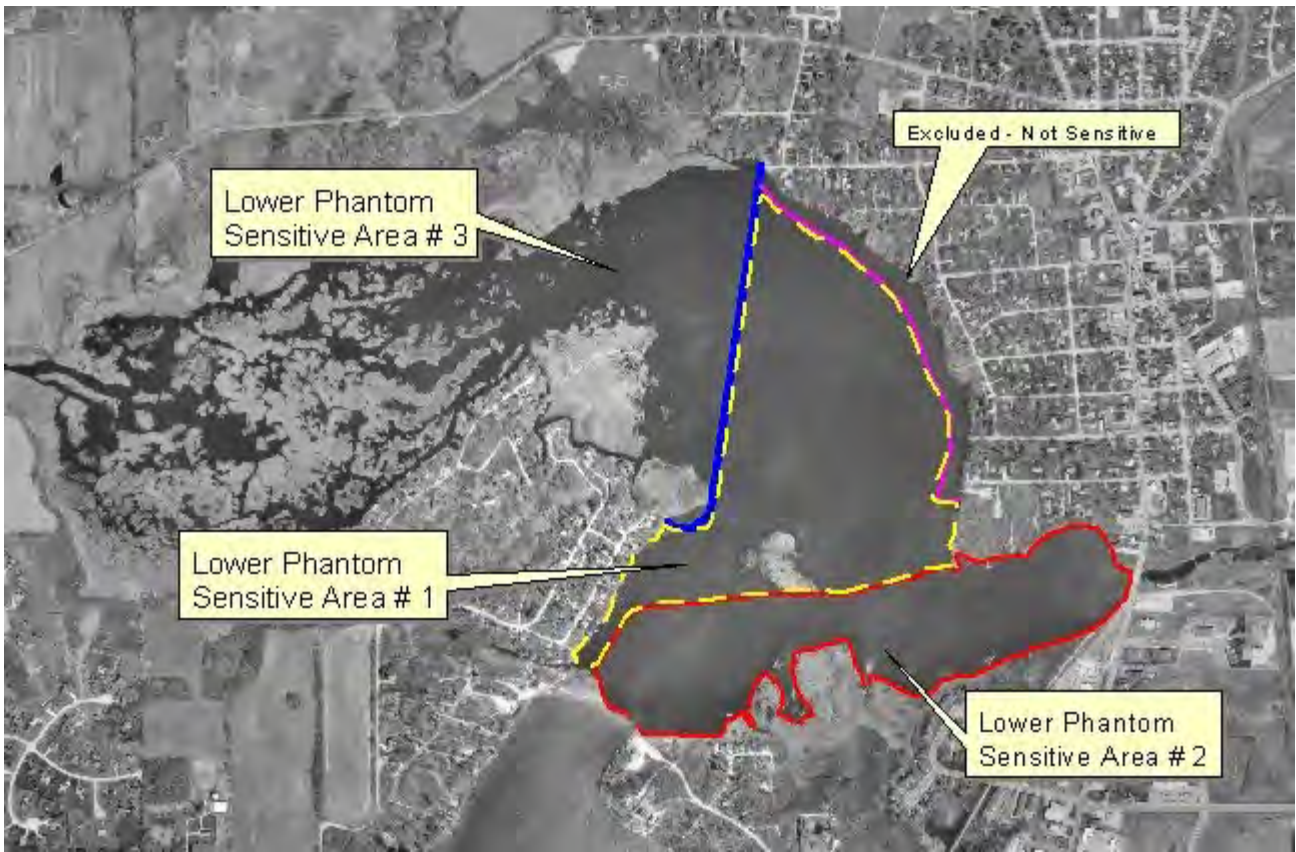 Excluded - Not Sensitive
Lower Phantom
Sensitive Area # 3
Lower Phantom
Sensitive Area # 1
Lower Phantom
Sensitive Area # 2